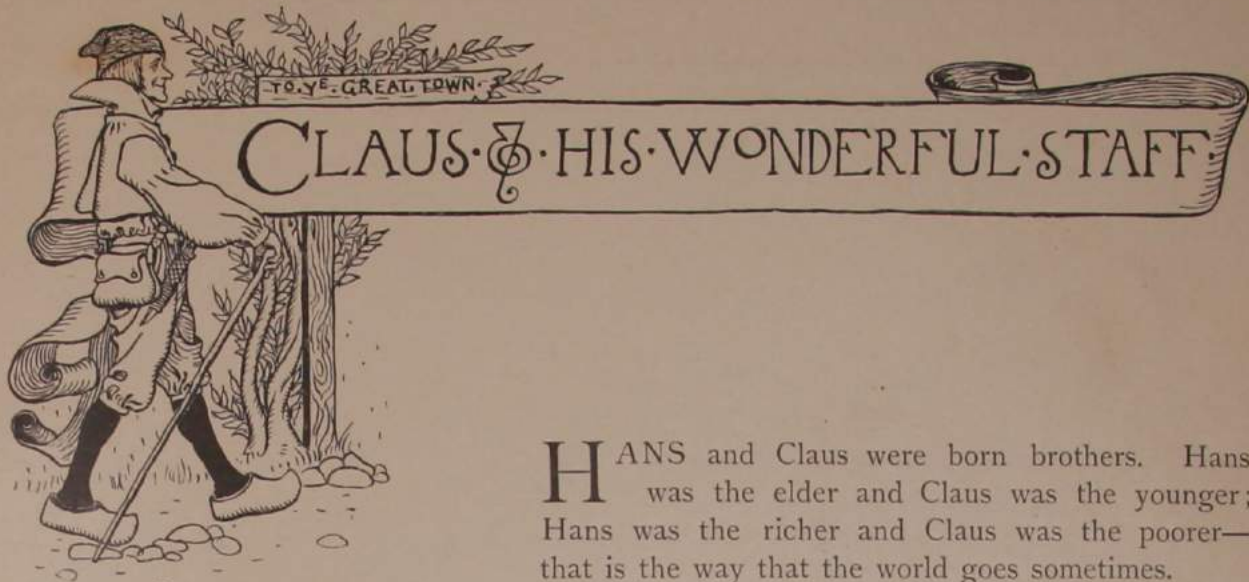 TO.YE.GREAT.TOWN.
CLAUS·&·HIS·WONDERFUL·STAFF·
HANS and Claus were born brothers. Hans
was the elder and Claus was the younger;
Hans was the richer and Claus was the poorer—
that is the way that the world goes sometimes.